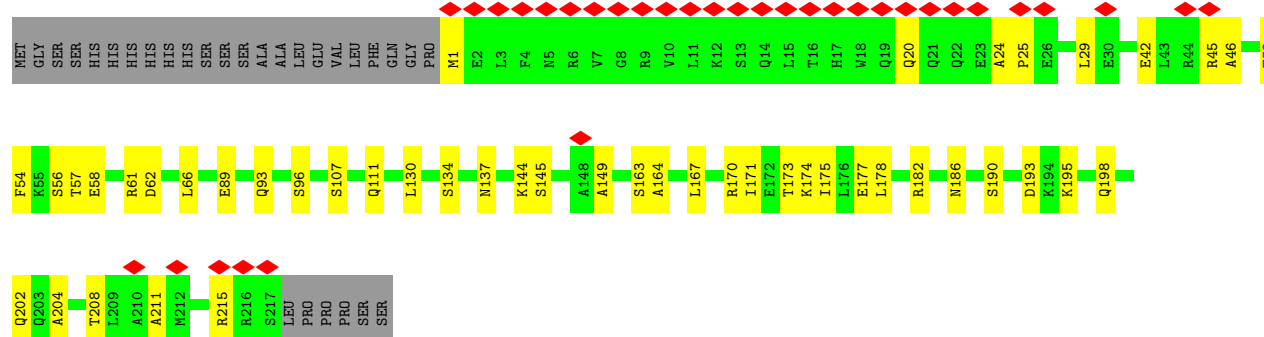 MET GLY SER SER HIS HIS HIS HIS HIS HIS SER SER SER ALA ALA LEU GLU VAL LEU PHE GLN GLY PRO M1 E2 L3 F4 N5 R6 V7 G8 R9 V10 L11 K12 S13 Q14 L15 T16 H17 W18 Q19 Q20 Q21 Q22 E23 A24 P25 E26 L29 E30 E42 L43 R44 R45 A46
F54 K55 S56 T57 E58 R61 D62 L66 E89 Q93 S96 S107 Q111 L130 S134 N137 K144 S145 A148 A149 S163 A164 L167 R170 I171 E172 T173 K174 I175 L176 E177 L178 R182 N186 S190 D193 K194 K195 Q198
Q202 Q203 A204 T208 L209 A210 A211 M212 R215 R216 S217 LEU PRO PRO PRO SER SER